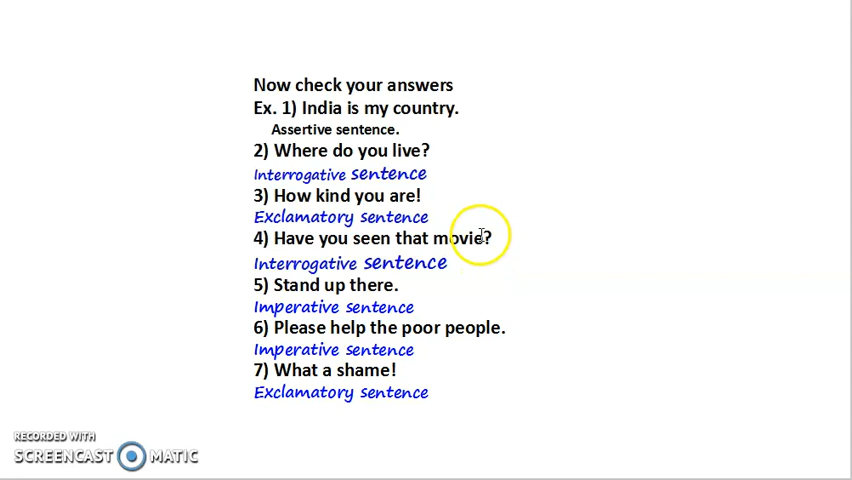 Now check your answers
Ex. 1) India is my country.
Assertive sentence.
2) Where do you live?
Interrogative sentence
3) How kind you are!
Exclamatory sentence
4) Have you seen that movie?
Interrogative sentence
5) Stand up there.
Imperative sentence
6) Please help the poor people.
Imperative sentence
7) What a shame!
Exclamatory sentence
RECORDED WITH
SCREENCAST MATIC